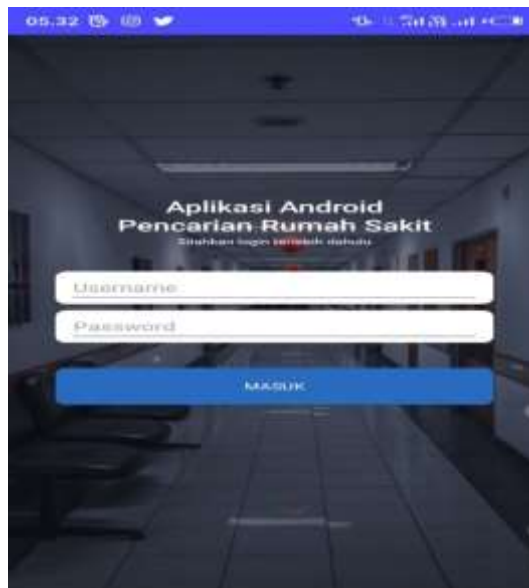 05.32
Aplikasi Android
Pencarian Rumah Sakit
Silahkan login terlebih dahulu
Username
Password
MASUK